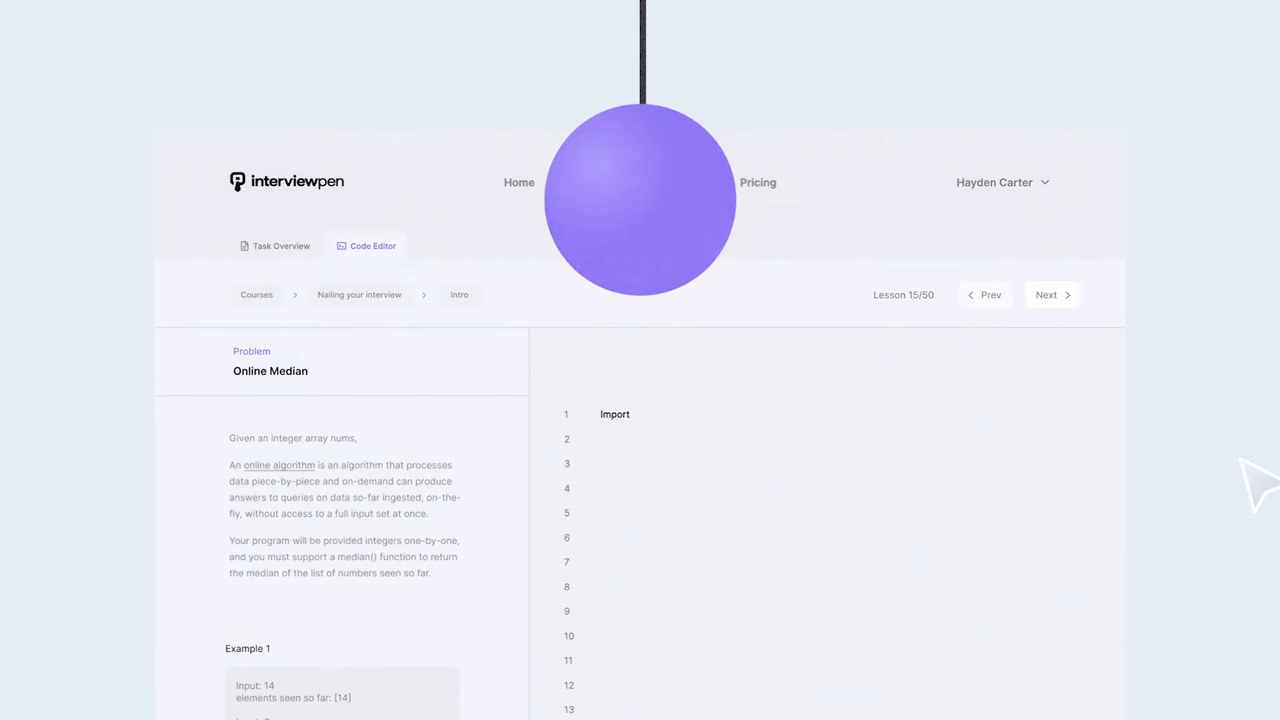 interviewpen
Home
Pricing
Hayden Carter
Task Overview
Code Editor
Courses
Nailing your interview
Intro
Lesson 15/50
Prev
Next
Problem
Online Median
Given an integer array nums,
An online algorithm is an algorithm that processes
data piece-by-piece and on-demand can produce
answers to queries on data so-far ingested, on-the-
fly, without access to a full input set at once.
Your program will be provided integers one-by-one,
and you must support a median() function to return
the median of the list of numbers seen so far.
Example 1
Input: 14
elements seen so far: [14]
1 Import
2
3
4
5
6
7
8
9
10
11
12
13